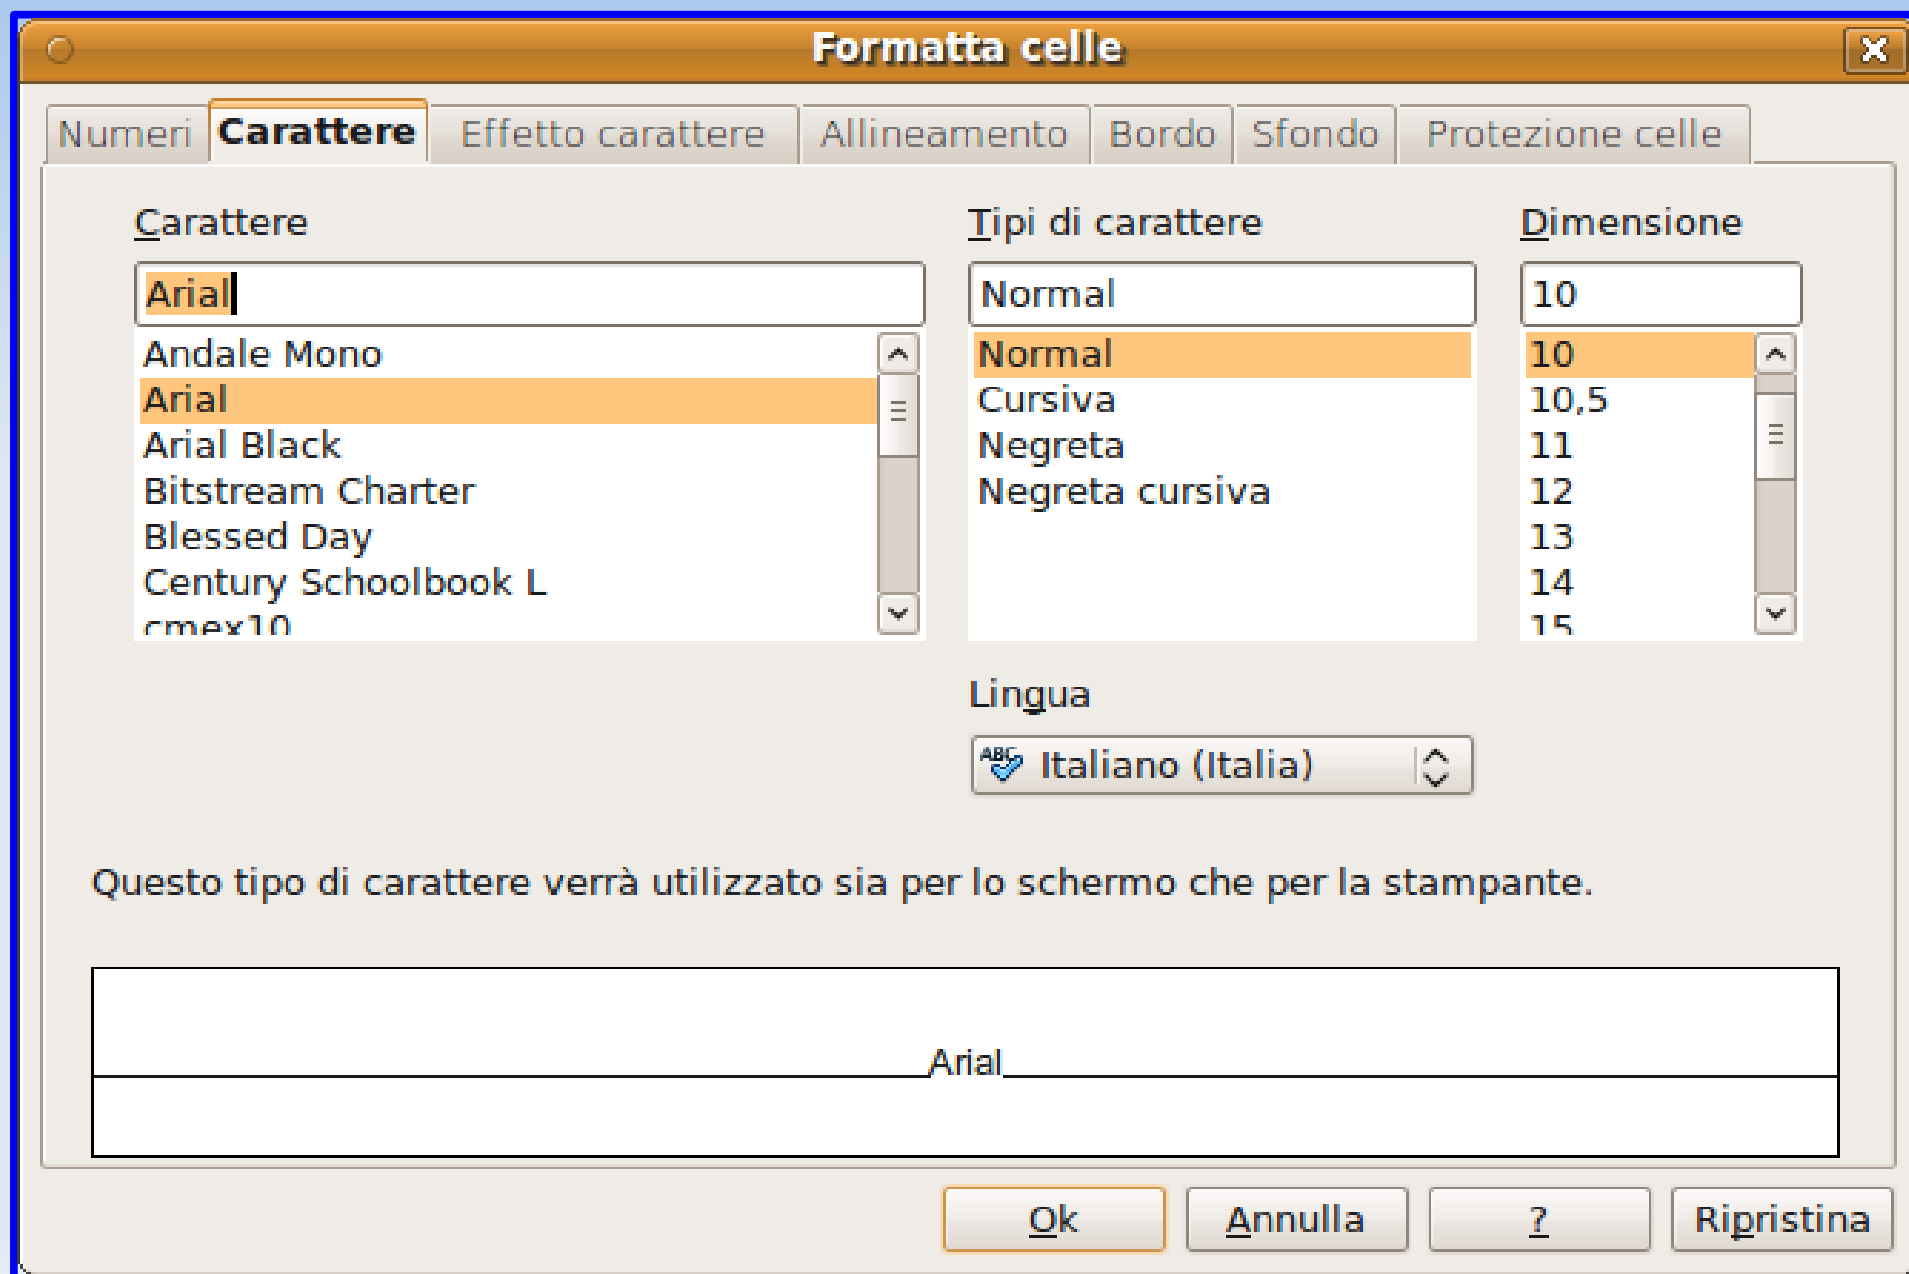 Formatta celle
Numeri Carattere Effetto carattere Allineamento Bordo Sfondo Protezione celle
Carattere Tipi di carattere Dimensione
Arial Normal 10
Andale Mono Normal 10
Arial Cursiva 10,5
Arial Black Negreta 11
Bitstream Charter Negreta cursiva 12
Blessed Day 13
Century Schoolbook L 14
cmex10 15
Lingua
ABC Italiano (Italia)
Questo tipo di carattere verrà utilizzato sia per lo schermo che per la stampante.
Arial
Ok Annulla ? Ripristina